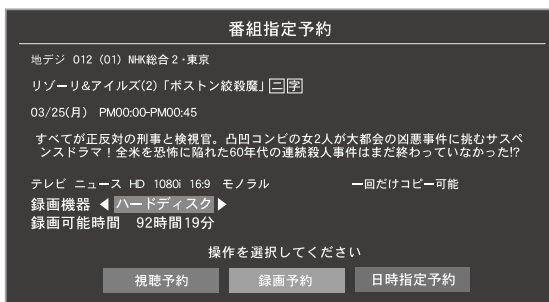 番組指定予約
地デジ 012 (01) NHK総合2・東京
リゾーリ&アイルズ(2)「ボストン絞殺魔」二字
03/25(月) PM00:00-PM00:45
すべてが正反対の刑事と検視官。凸凹コンビの女2人が大都会の凶悪事件に挑むサスペ
ンスドラマ!全米を恐怖に陥れた60年代の連続殺人事件はまだ終わっていなかった!?
テレビ ニュース HD 1080i 16:9 モノラル 一回だけコピー可能
録画機器 ◀ ハードディスク ▶
録画可能時間 92時間19分
操作を選択してください
視聴予約 録画予約 日時指定予約